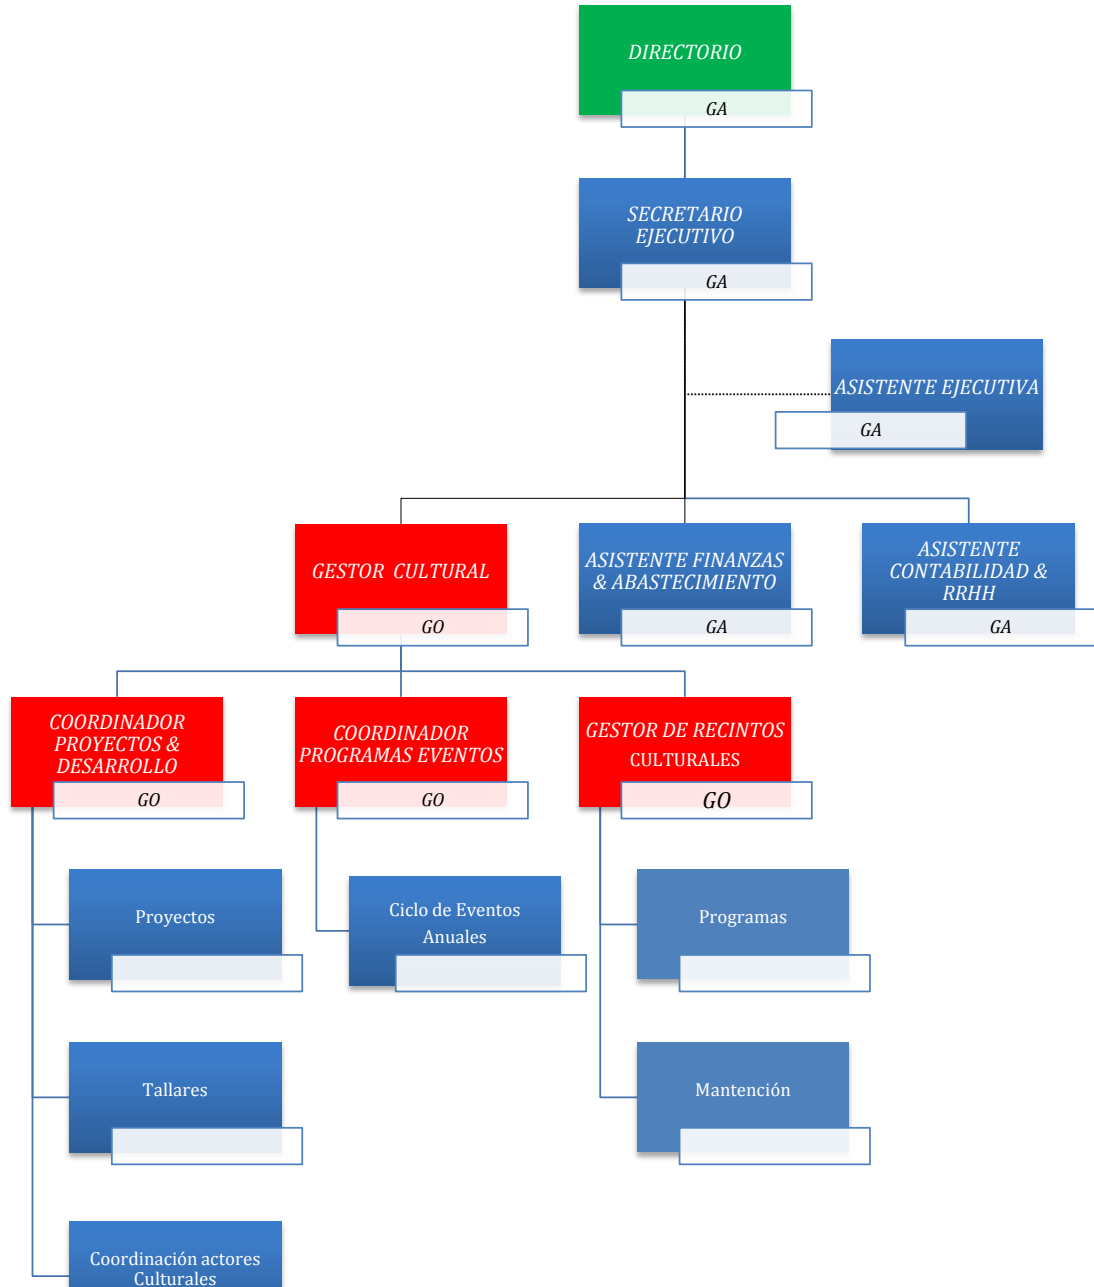 DIRECTORIO
GA
SECRETARIO
EJECUTIVO
GA
ASISTENTE EJECUTIVA
GA
GESTOR CULTURAL
GO
ASISTENTE FINANZAS
& ABASTECIMIENTO
GA
ASISTENTE
CONTABILIDAD &
RRHH
GA
COORDINADOR
PROYECTOS &
DESARROLLO
GO
COORDINADOR
PROGRAMAS EVENTOS
GO
GESTOR DE RECINTOS
CULTURALES
GO
Proyectos
Ciclo de Eventos
Anuales
Programas
Tallares
Mantención
Coordinación actores
Culturales